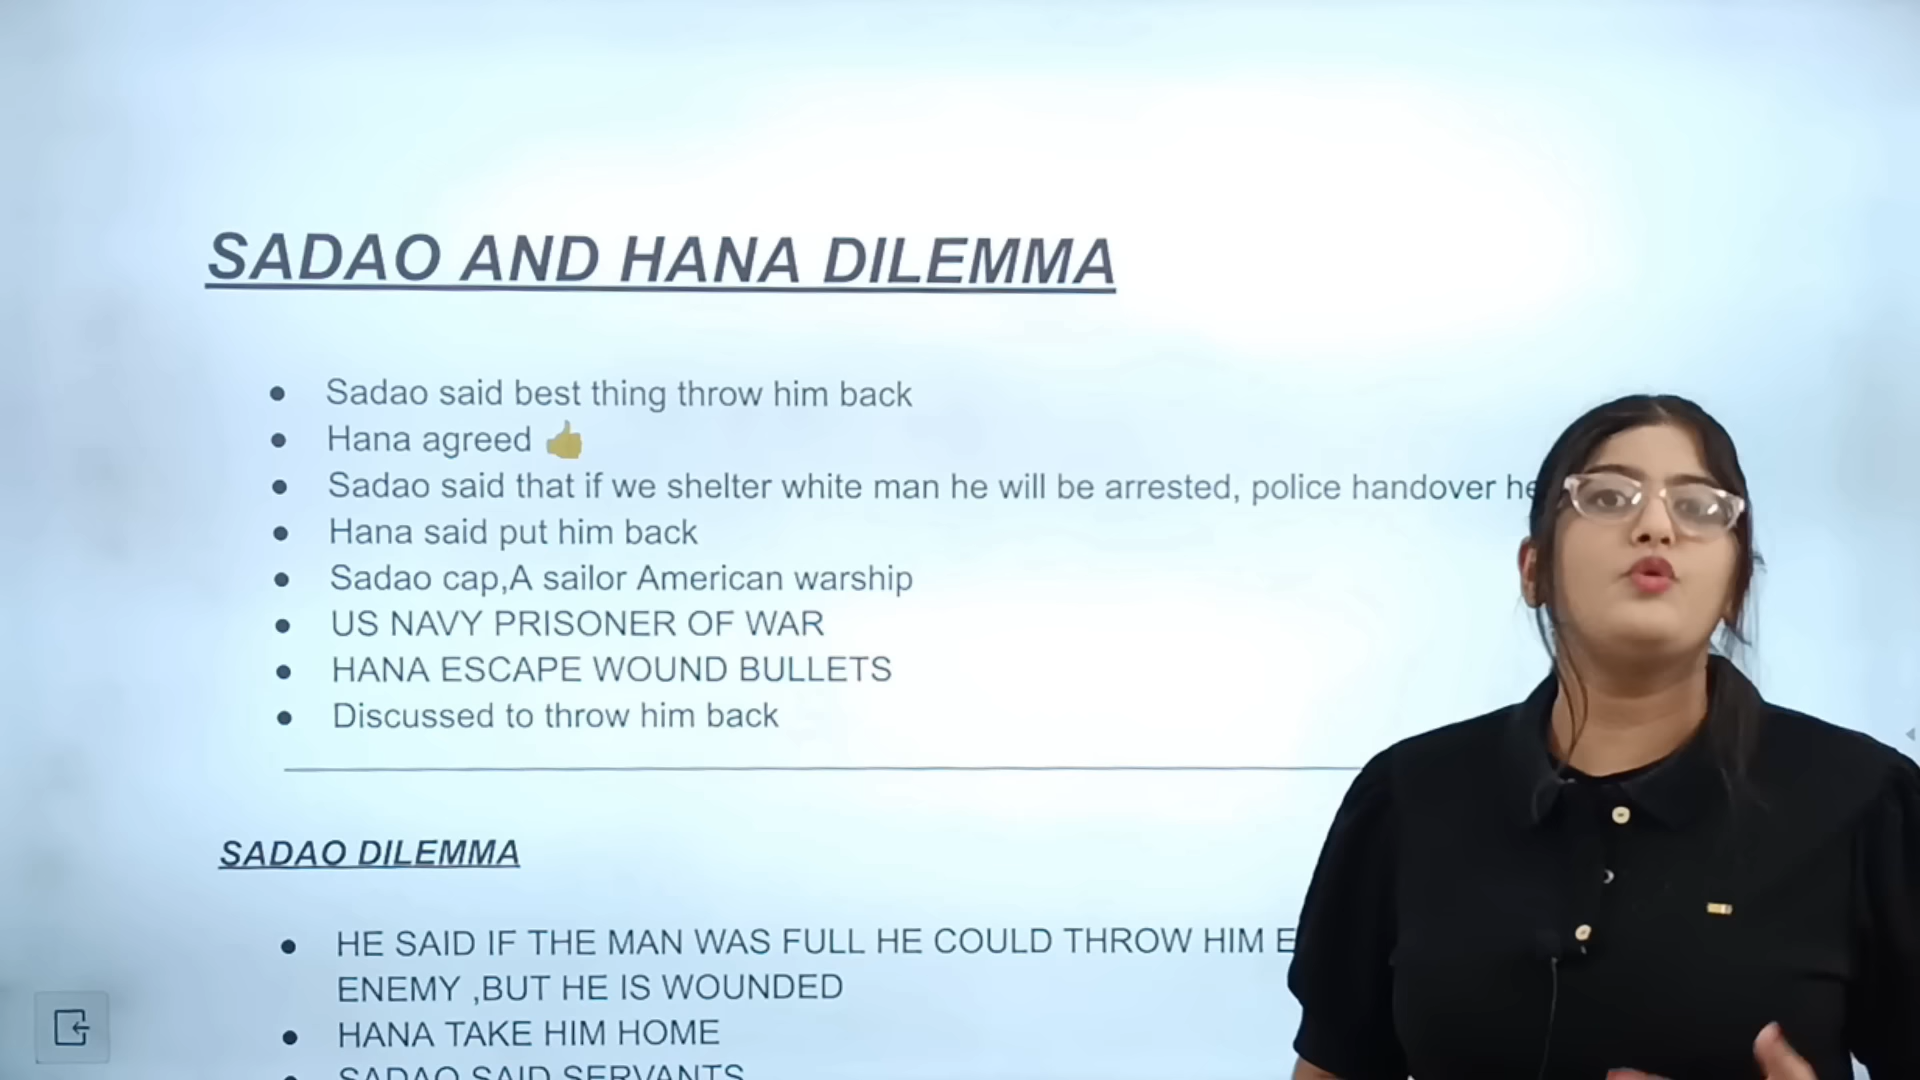 SADAO AND HANA DILEMMA
● Sadao said best thing throw him back
● Hana agreed 👍
● Sadao said that if we shelter white man he will be arrested, police handover
● Hana said put him back
● Sadao cap,A sailor American warship
● US NAVY PRISONER OF WAR
● HANA ESCAPE WOUND BULLETS
● Discussed to throw him back
SADAO DILEMMA
● HE SAID IF THE MAN WAS FULL HE COULD THROW HIM
ENEMY ,BUT HE IS WOUNDED
● HANA TAKE HIM HOME
● SADAO SAID SERVANTS